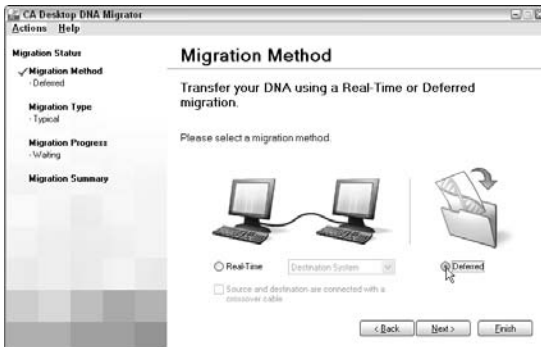 CA Desktop DNA Migrator
Actions Help
Migration Status
Migration Method
- Deferred
Migration Type
- Typical
Migration Progress
- Waiting
Migration Summary
Migration Method
Transfer your DNA using a Real-Time or Deferred
migration.
Please select a migration method.
Real-Time
Destination System
Deferred
Source and destination are connected with a
crossover cable
< Back
Next >
Finish